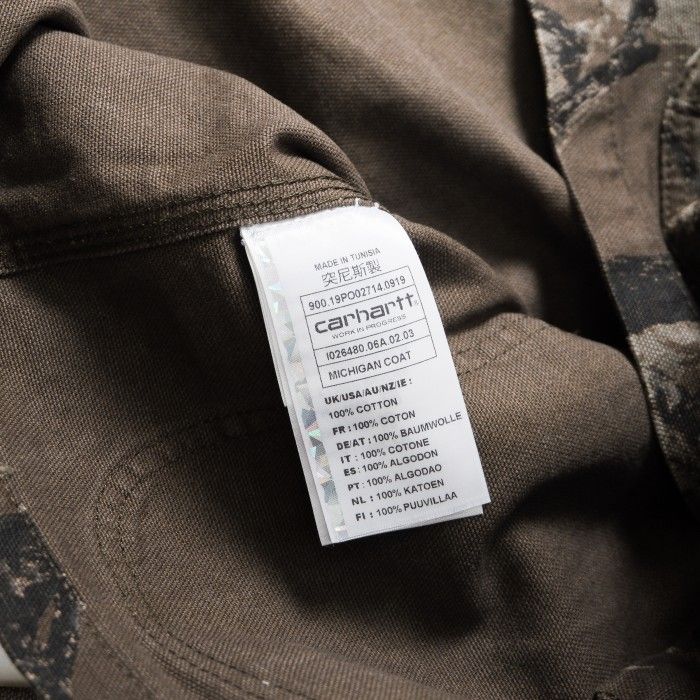 MADE IN TUNISIA
突尼斯製
900.19PO02714.0919
carhartt
WORK IN PROGRESS
I026480.06A.02.03
MICHIGAN COAT
UK/USA/AU/NZ/IE:
100% COTTON
FR : 100% COTON
DE/AT : 100% BAUMWOLLE
IT : 100% COTONE
ES : 100% ALGODON
PT : 100% ALGODAO
NL : 100% KATOEN
FI : 100% PUUVILLAA